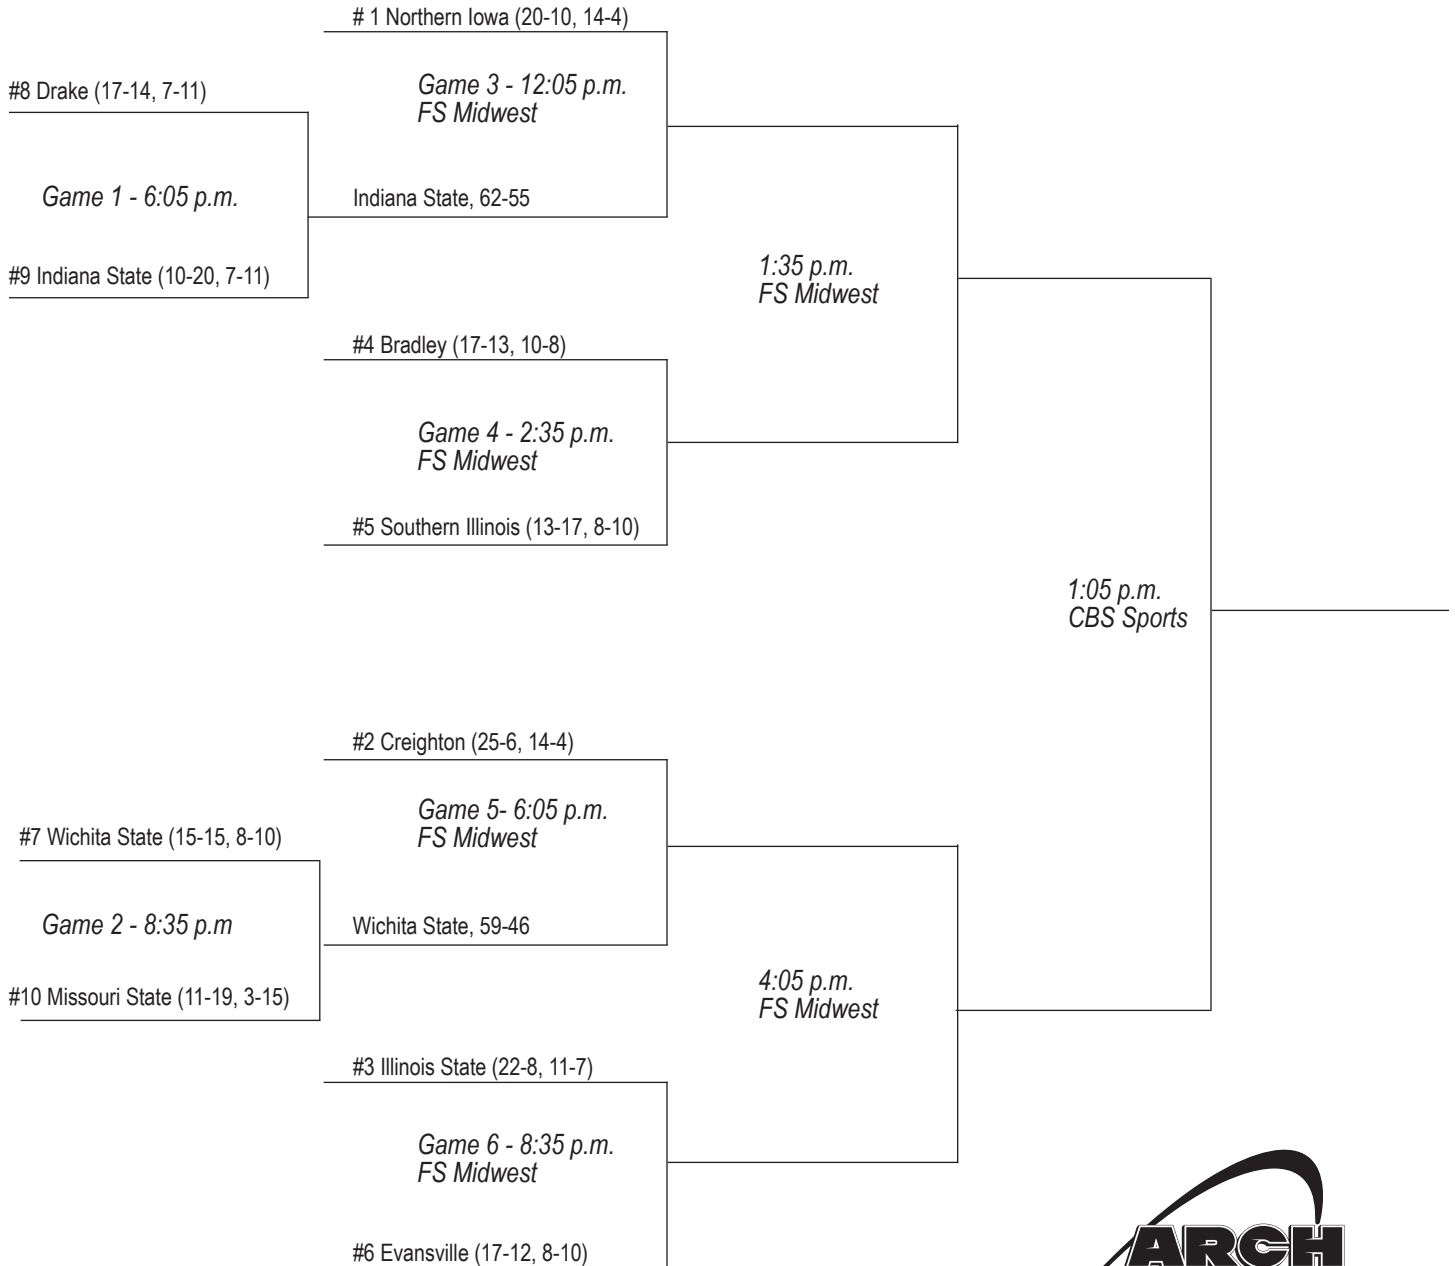 # 1 Northern Iowa (20-10, 14-4)
Game 3 - 12:05 p.m.
FS Midwest
#8 Drake (17-14, 7-11)
Game 1 - 6:05 p.m.
Indiana State, 62-55
#9 Indiana State (10-20, 7-11)
1:35 p.m.
FS Midwest
#4 Bradley (17-13, 10-8)
Game 4 - 2:35 p.m.
FS Midwest
#5 Southern Illinois (13-17, 8-10)
1:05 p.m.
CBS Sports
#2 Creighton (25-6, 14-4)
Game 5- 6:05 p.m.
FS Midwest
#7 Wichita State (15-15, 8-10)
Game 2 - 8:35 p.m
Wichita State, 59-46
#10 Missouri State (11-19, 3-15)
4:05 p.m.
FS Midwest
#3 Illinois State (22-8, 11-7)
Game 6 - 8:35 p.m.
FS Midwest
#6 Evansville (17-12, 8-10)
ARCH